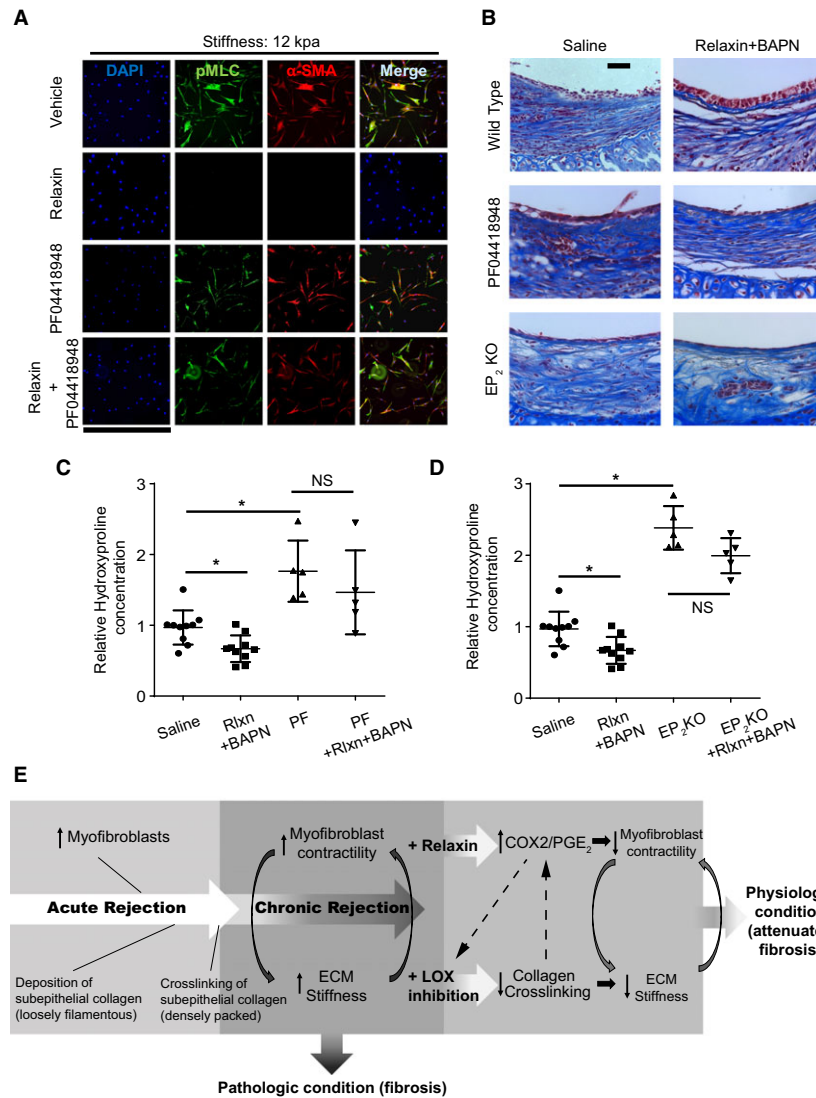 A
Stiffness: 12 kpa
DAPI
pMLC
α-SMA
Merge
Vehicle
Relaxin
PF04418948
Relaxin
+
PF04418948
B
Saline
Relaxin+BAPN
Wild Type
PF04418948
EP2 KO
C
Relative Hydroxyproline
concentration
3
2
1
0
*
*
NS
Saline
Rlxn
+BAPN
PF
PF
+Rlxn+BAPN
D
Relative Hydroxyproline
concentration
3
2
1
0
*
*
NS
Saline
Rlxn
+BAPN
EP2KO
EP2KO
+Rlxn+BAPN
E
Myofibroblasts
Acute Rejection
Deposition of
subepithelial collagen
(loosely filamentous)
Crosslinking of
subepithelial collagen
(densely packed)
Myofibroblast
contractility
Chronic Rejection
ECM
Stiffness
Pathologic condition (fibrosis)
+ Relaxin
COX2/PGE2
Myofibroblast
contractility
+ LOX
inhibition
Collagen
Crosslinking
ECM
Stiffness
Physiolog
condition
(attenuate
fibrosis